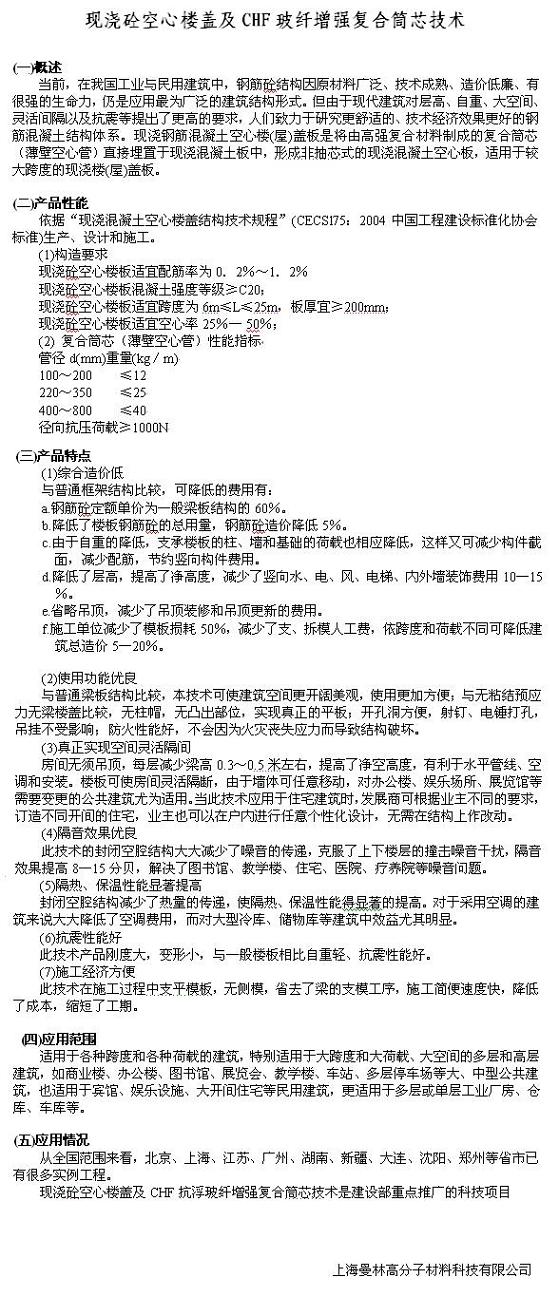 现浇砼空心楼盖及CHF玻纤增强复合筒芯技术
(一)概述
当前，在我国工业与民用建筑中，钢筋砼结构因原材料广泛、技术成熟、造价低廉、有
很强的生命力，仍是应用最为广泛的建筑结构形式。但由于现代建筑对层高、自重、大空间、
灵活间隔以及抗震等提出了更高的要求，人们致力于研究更舒适的、技术经济效果更好的钢
筋混凝土结构体系。现浇钢筋混凝土空心楼(屋)盖板是将由高强复合材料制成的复合筒芯
（薄壁空心管）直接埋置于现浇混凝土板中，形成非抽芯式的现浇混凝土空心板，适用于较
大跨度的现浇楼(屋)盖板。
(二)产品性能
依据“现浇混凝土空心楼盖结构技术规程”(CECS175：2004 中国工程建设标准化协会
标准)生产、设计和施工。
(1)构造要求
现浇砼空心楼板适宜配筋率为0．2%～1．2%
现浇砼空心楼板混凝土强度等级≥C20;
现浇砼空心楼板适宜跨度为 6m≤L≤25m，板厚宜≥200mm;
现浇砼空心楼板适宜空心率 25%一 50%;
(2) 复合筒芯（薄壁空心管）性能指标
管径 d(mm)重量(kg／m)
100～200 ≤12
220～350 ≤25
400～800 ≤40
径向抗压荷载≥1000N
(三)产品特点
(1)综合造价低
与普通框架结构比较，可降低的费用有：
a.钢筋砼定额单价为一般梁板结构的 60%。
b.降低了楼板钢筋砼的总用量，钢筋砼造价降低 5%。
c.由于自重的降低，支承楼板的柱、墙和基础的荷载也相应降低，这样又可减少构件截
面，减少配筋，节约竖向构件费用。
d.降低了层高，提高了净高度，减少了竖向水、电、风、电梯、内外墙装饰费用 10—15
%。
e.省略吊顶，减少了吊顶装修和吊顶更新的费用。
f.施工单位减少了模板损耗 50%，减少了支、拆模人工费，依跨度和荷载不同可降低建
筑总造价 5—20%。
(2)使用功能优良
与普通梁板结构比较，本技术可使建筑空间更开阔美观，使用更加方便；与无粘结预应
力无梁楼盖比较，无柱帽，无凸出部位，实现真正的平板；开孔洞方便，射钉、电锤打孔，
吊挂不受影响；防火性能好，不会因为火灾丧失应力而导致结构破坏。
(3)真正实现空间灵活隔间
房间无须吊顶，每层减少梁高 0.3～0.5 米左右，提高了净空高度，有利于水平管线、空
调和安装。楼板可使房间灵活隔断，由于墙体可任意移动，对办公楼、娱乐场所、展览馆等
需要变更的公共建筑尤为适用。当此技术应用于住宅建筑时，发展商可根据业主不同的要求，
订造不同开间的住宅，业主也可以在户内进行任意个性化设计，无需在结构上作改动。
(4)隔音效果优良
此技术的封闭空腔结构大大减少了噪音的传递，克服了上下楼层的撞击噪音干扰，隔音
效果提高 8—15 分贝，解决了图书馆、教学楼、住宅、医院、疗养院等噪音问题。
(5)隔热、保温性能显著提高
封闭空腔结构减少了热量的传递，使隔热、保温性能得显著的提高。对于采用空调的建
筑来说大大降低了空调费用，而对大型冷库、储物库等建筑中效益尤其明显。
(6)抗震性能好
此技术产品刚度大，变形小，与一般楼板相比自重轻、抗震性能好。
(7)施工经济方便
此技术在施工过程中支平模板，无侧模，省去了梁的支模工序，施工简便速度快，降低
了成本，缩短了工期。
(四)应用范围
适用于各种跨度和各种荷载的建筑，特别适用于大跨度和大荷载、大空间的多层和高层
建筑，如商业楼、办公楼、图书馆、展览会、教学楼、车站、多层停车场等大、中型公共建
筑，也适用于宾馆、娱乐设施、大开间住宅等民用建筑，更适用于多层或单层工业厂房、仓
库、车库等。
(五)应用情况
从全国范围来看，北京、上海、江苏、广州、湖南、新疆、大连、沈阳、郑州等省市已
有很多实例工程。
现浇砼空心楼盖及 CHF 抗浮玻纤增强复合筒芯技术是建设部重点推广的科技项目
上海曼林高分子材料科技有限公司